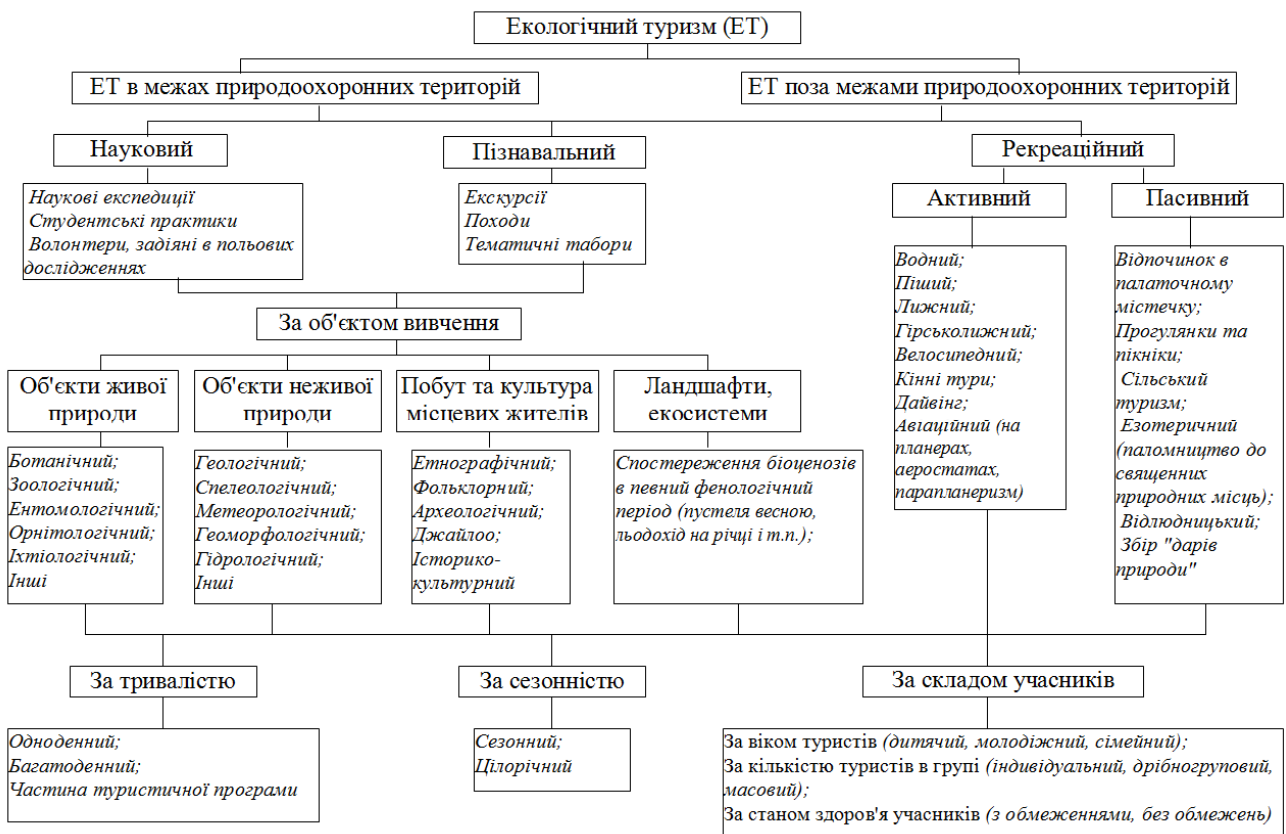 Екологічний туризм (ЕТ)
ЕТ в межах природоохоронних територій
ЕТ поза межами природоохоронних територій
Науковий
Пізнавальний
Рекреаційний
Наукові експедиції
Студентські практики
Волонтери, задіяні в польових
дослідженнях
Екскурсії
Походи
Тематичні табори
Активний
Пасивний
Водний;
Піший;
Лижний;
Гірськолижний;
Велосипедний;
Кінні тури;
Дайвінг;
Авіаційний (на
планерах,
аеростатах,
парапланеризм)
Відпочинок в
палаточному
містечку;
Прогулянки та
пікніки;
Сільський
туризм;
Езотеричний
(паломництво до
священних
природних місць);
Відлюдницький;
Збір "дарів
природи"
За об'єктом вивчення
Об'єкти живої
природи
Об'єкти неживої
природи
Побут та культура
місцевих жителів
Ландшафти,
екосистеми
Ботанічний;
Зоологічний;
Ентомологічний;
Орнітологічний;
Іхтіологічний;
Інші
Геологічний;
Спелеологічний;
Метеорологічний;
Геоморфологічний;
Гідрологічний;
Інші
Етнографічний;
Фольклорний;
Археологічний;
Джайлоо;
Історико-
культурний
Спостереження біоценозів
в певний фенологічний
період (пустеля весною,
льодохід на річці і т.п.);
За тривалістю
За сезонністю
За складом учасників
Одноденний;
Багатоденний;
Частина туристичної програми
Сезонний;
Цілорічний
За віком туристів (дитячий, молодіжний, сімейний);
За кількістю туристів в групі (індивідуальний, дрібногруповий,
масовий);
За станом здоров'я учасників (з обмеженнями, без обмежень)